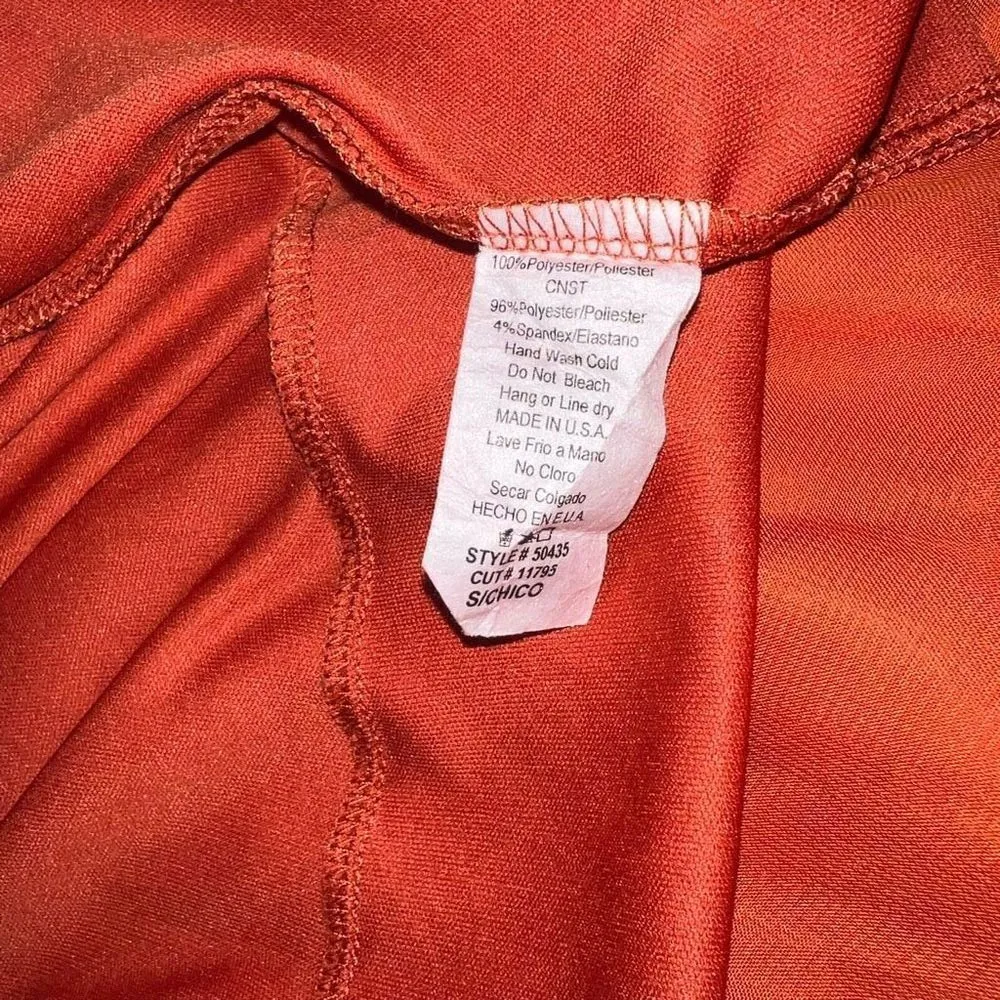 100%Polyester/Poliester
CNST
96%Polyester/Poliester
4%Spandex/Elastano
Hand Wash Cold
Do Not Bleach
Hang or Line dry
MADE IN U.S.A.
Lave Frio a Mano
No Cloro
Secar Colgado
HECHO EN EUA
STYLE# 50435
CUT# 11795
S/CHICO